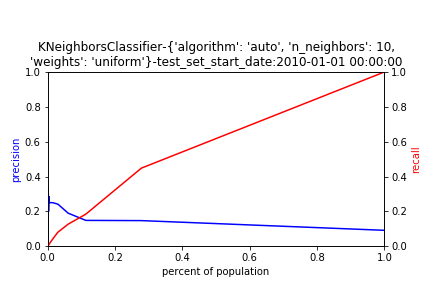 KNeighborsClassifier-{'algorithm': 'auto', 'n_neighbors': 10,
'weights': 'uniform'}-test_set_start_date:2010-01-01 00:00:00
1.0 1.0
0.8 0.8
0.6 0.6
precision recall
0.4 0.4
0.2 0.2
0.0 0.0
0.0 0.2 0.4 0.6 0.8 1.0
percent of population